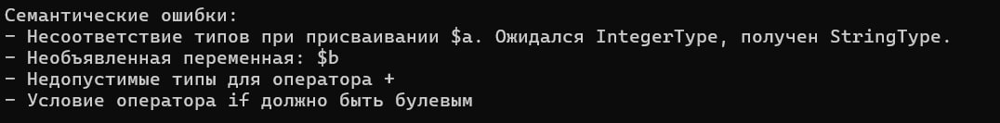 Семантические ошибки:
- Несоответствие типов при присваивании $a. Ожидался IntegerType, получен StringType.
- Необъявленная переменная: $b
- Недопустимые типы для оператора +
- Условие оператора if должно быть булевым